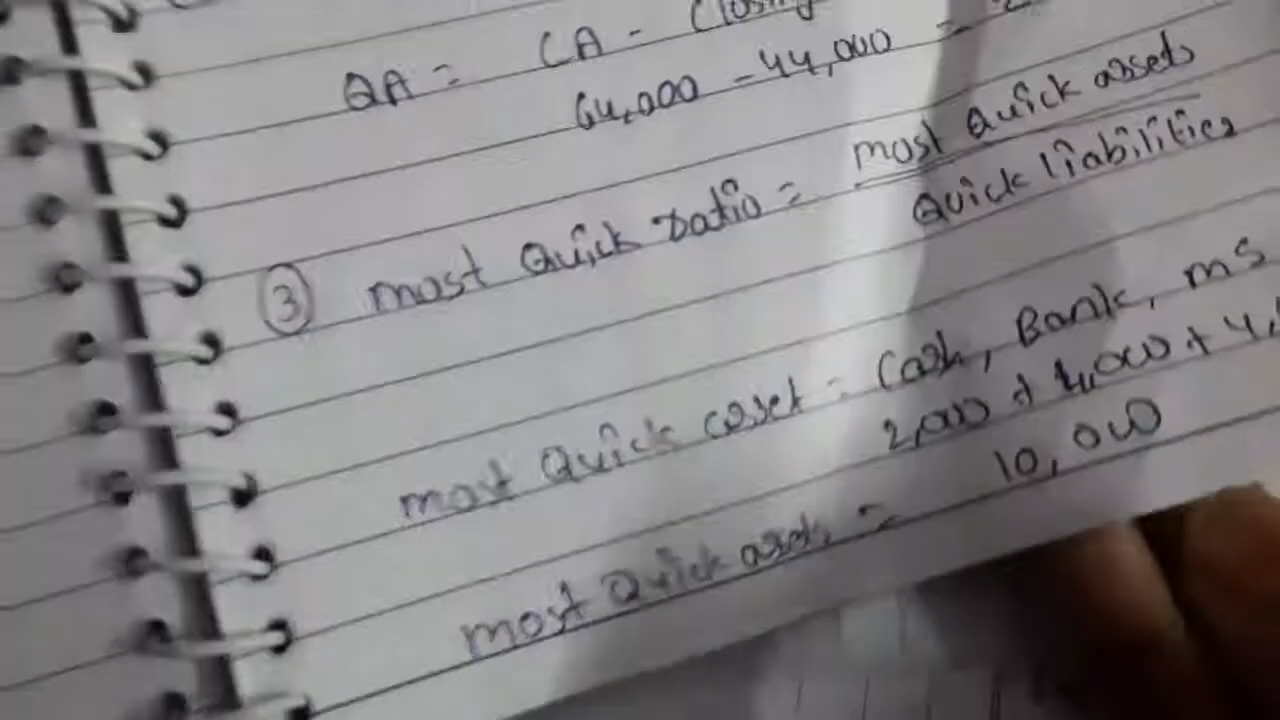 QA = CA - Closing
64,000 - 44,000 =
③ most Quick ratio = most Quick assets
Quick liabilities
most Quick asset = Cash, Bank, ms
2,000 + 4,000 + 4,
most Quick assets = 10,000